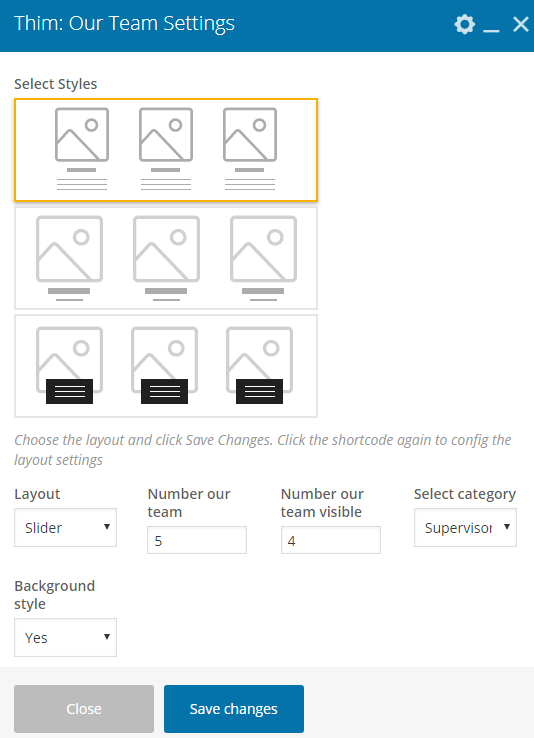 Thim: Our Team Settings
Select Styles
Choose the layout and click Save Changes. Click the shortcode again to config the
layout settings
Layout
Number our
team
Number our
team visible
Select category
Slider
5
4
Supervisor
Background
style
Yes
Close
Save changes